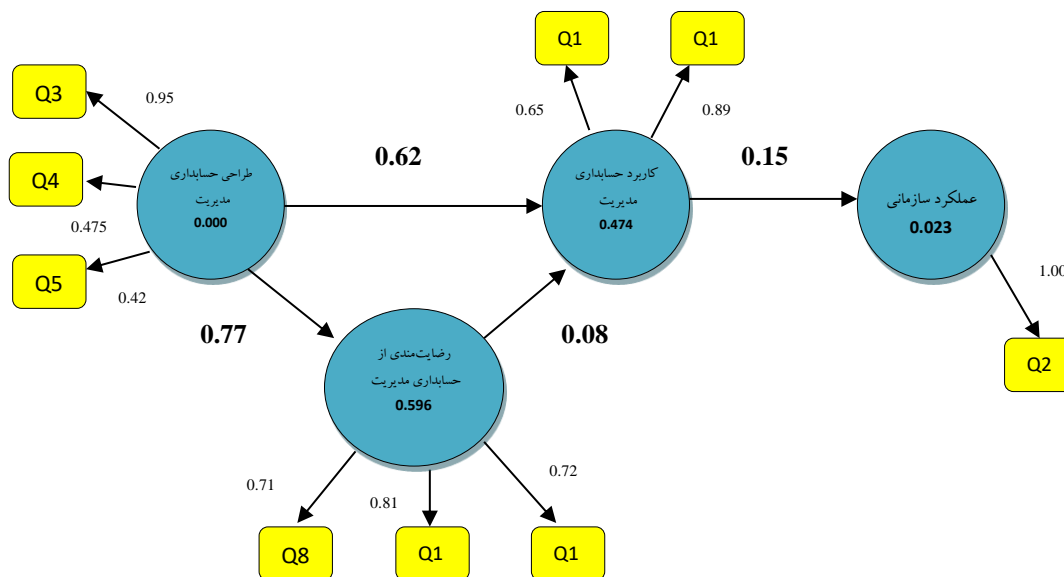 Q1
Q1
Q3
0.95
0.65
0.89
0.62
0.15
طراحی حسابداری
مدیریت
0.000
کاربرد حسابداری
مدیریت
0.474
عملکرد سازمانی
0.023
Q4
0.475
Q5
0.42
0.77
0.08
1.00
رضایت‌مندی از
حسابداری مدیریت
0.596
Q2
0.71
0.81
0.72
Q8
Q1
Q1